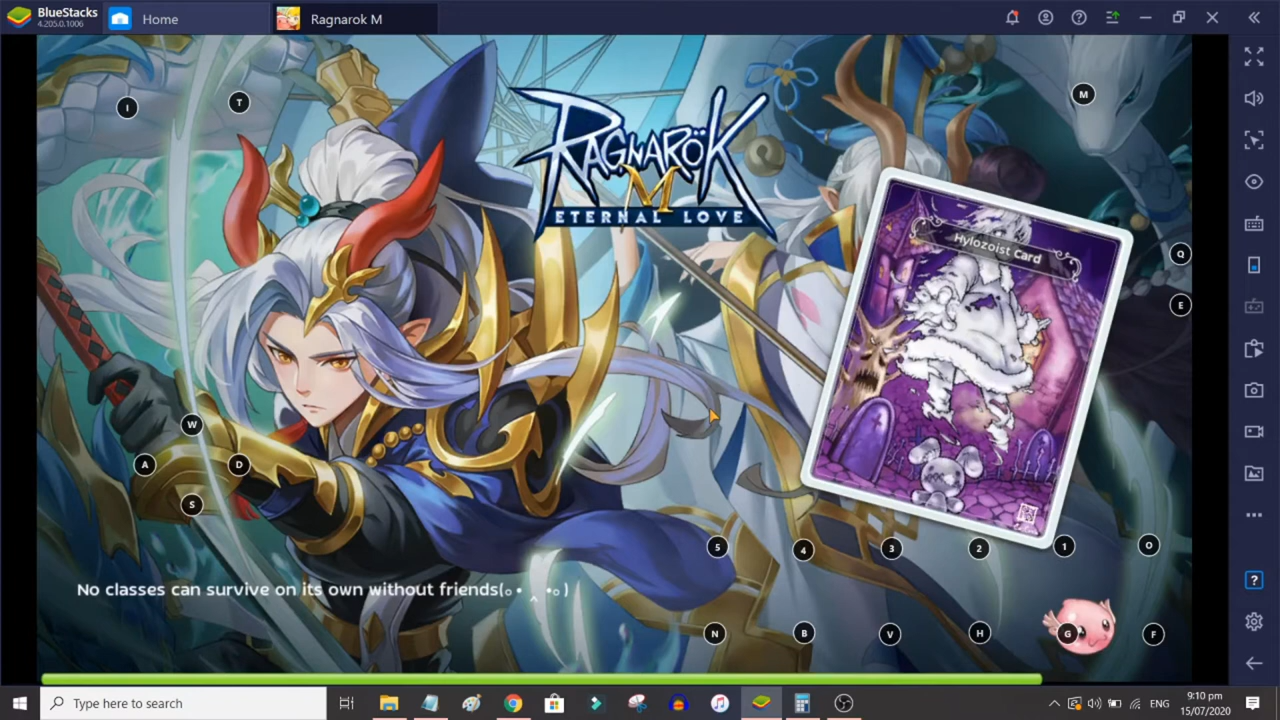 BlueStacks
4.205.0.1006
Home
Ragnarok M
I
T
M
RAGNARÖK
M
ETERNAL LOVE
Hylozoist Card
Q
E
W
A
D
S
5
4
3
2
1
O
No classes can survive on its own without friends(｡•‸•｡)
N
B
V
H
G
F
Type here to search
ENG
9:10 pm
15/07/2020